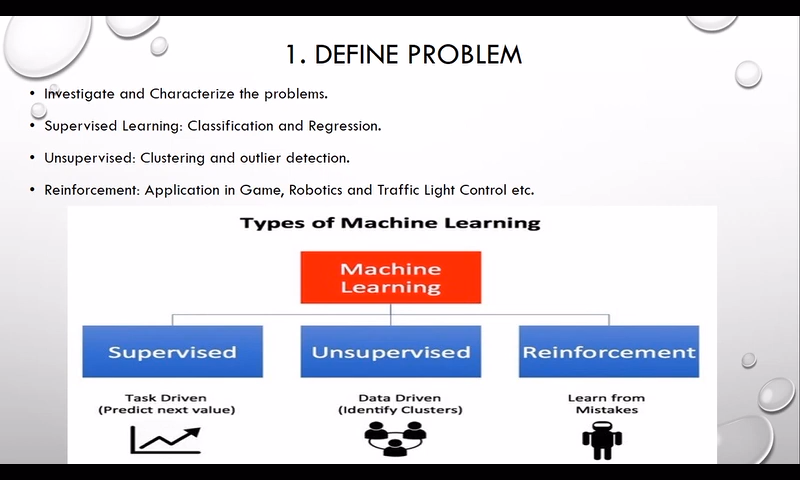 1. DEFINE PROBLEM
• Investigate and Characterize the problems.
• Supervised Learning: Classification and Regression.
• Unsupervised: Clustering and outlier detection.
• Reinforcement: Application in Game, Robotics and Traffic Light Control etc.
Types of Machine Learning
Machine
Learning
Supervised
Unsupervised
Reinforcement
Task Driven
(Predict next value)
Data Driven
(Identify Clusters)
Learn from
Mistakes